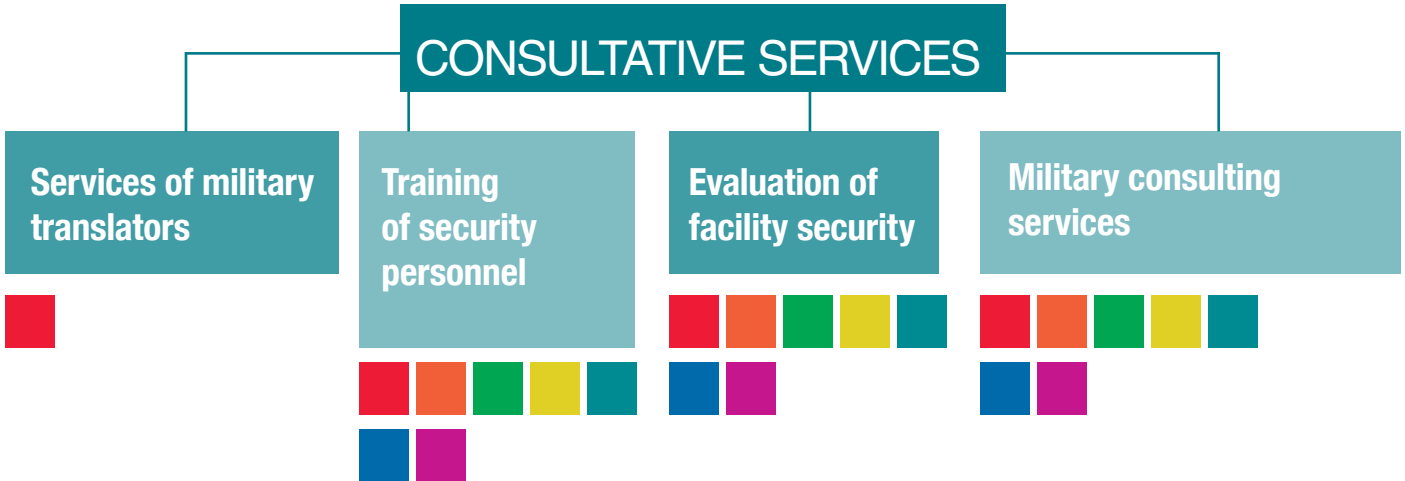 CONSULTATIVE SERVICES
Services of military
translators
Training
of security
personnel
Evaluation of
facility security
Military consulting
services